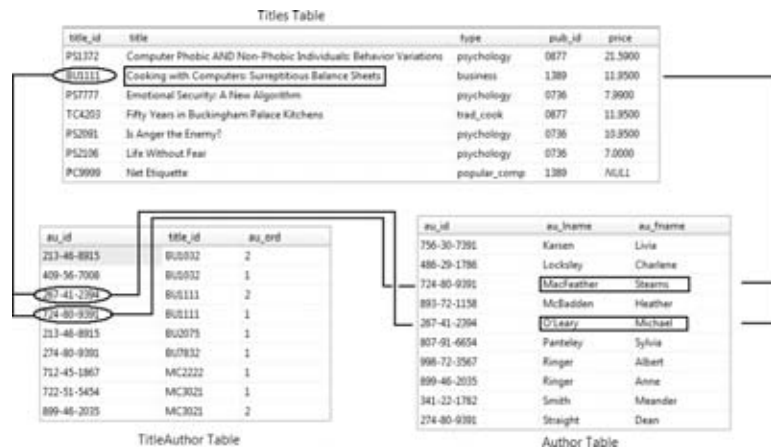 Titles Table
title_id title type pub_id price
PS1372 Computer Phobic AND Non-Phobic Individuals: Behavior Variations psychology 0877 21.5900
BU1111 Cooking with Computers: Surreptitious Balance Sheets business 1389 11.9500
PS7777 Emotional Security: A New Algorithm psychology 0736 7.9900
TC4203 Fifty Years in Buckingham Palace Kitchens trad_cook 0877 11.9500
PS2091 Is Anger the Enemy? psychology 0736 10.9500
PS2106 Life Without Fear psychology 0736 7.0000
PC9999 Net Etiquette popular_comp 1389 NULL
au_id title_id au_ord
213-46-8915 BU1032 2
409-56-7008 BU1032 1
267-41-2394 BU1111 2
724-80-9391 BU1111 1
213-46-8915 BU2075 1
274-80-9391 BU7832 1
712-45-1867 MC2222 1
722-51-5454 MC3021 1
899-46-2035 MC3021 2
TitleAuthor Table
au_id au_lname au_fname
756-30-7391 Karsen Livia
486-29-1786 Locksley Charlene
724-80-9391 MacFeather Stearns
893-72-1158 McBadden Heather
267-41-2394 O'Leary Michael
807-91-6654 Panteley Sylvia
998-72-3567 Ringer Albert
899-46-2035 Ringer Anne
341-22-1782 Smith Meander
274-80-9391 Straight Dean
Author Table